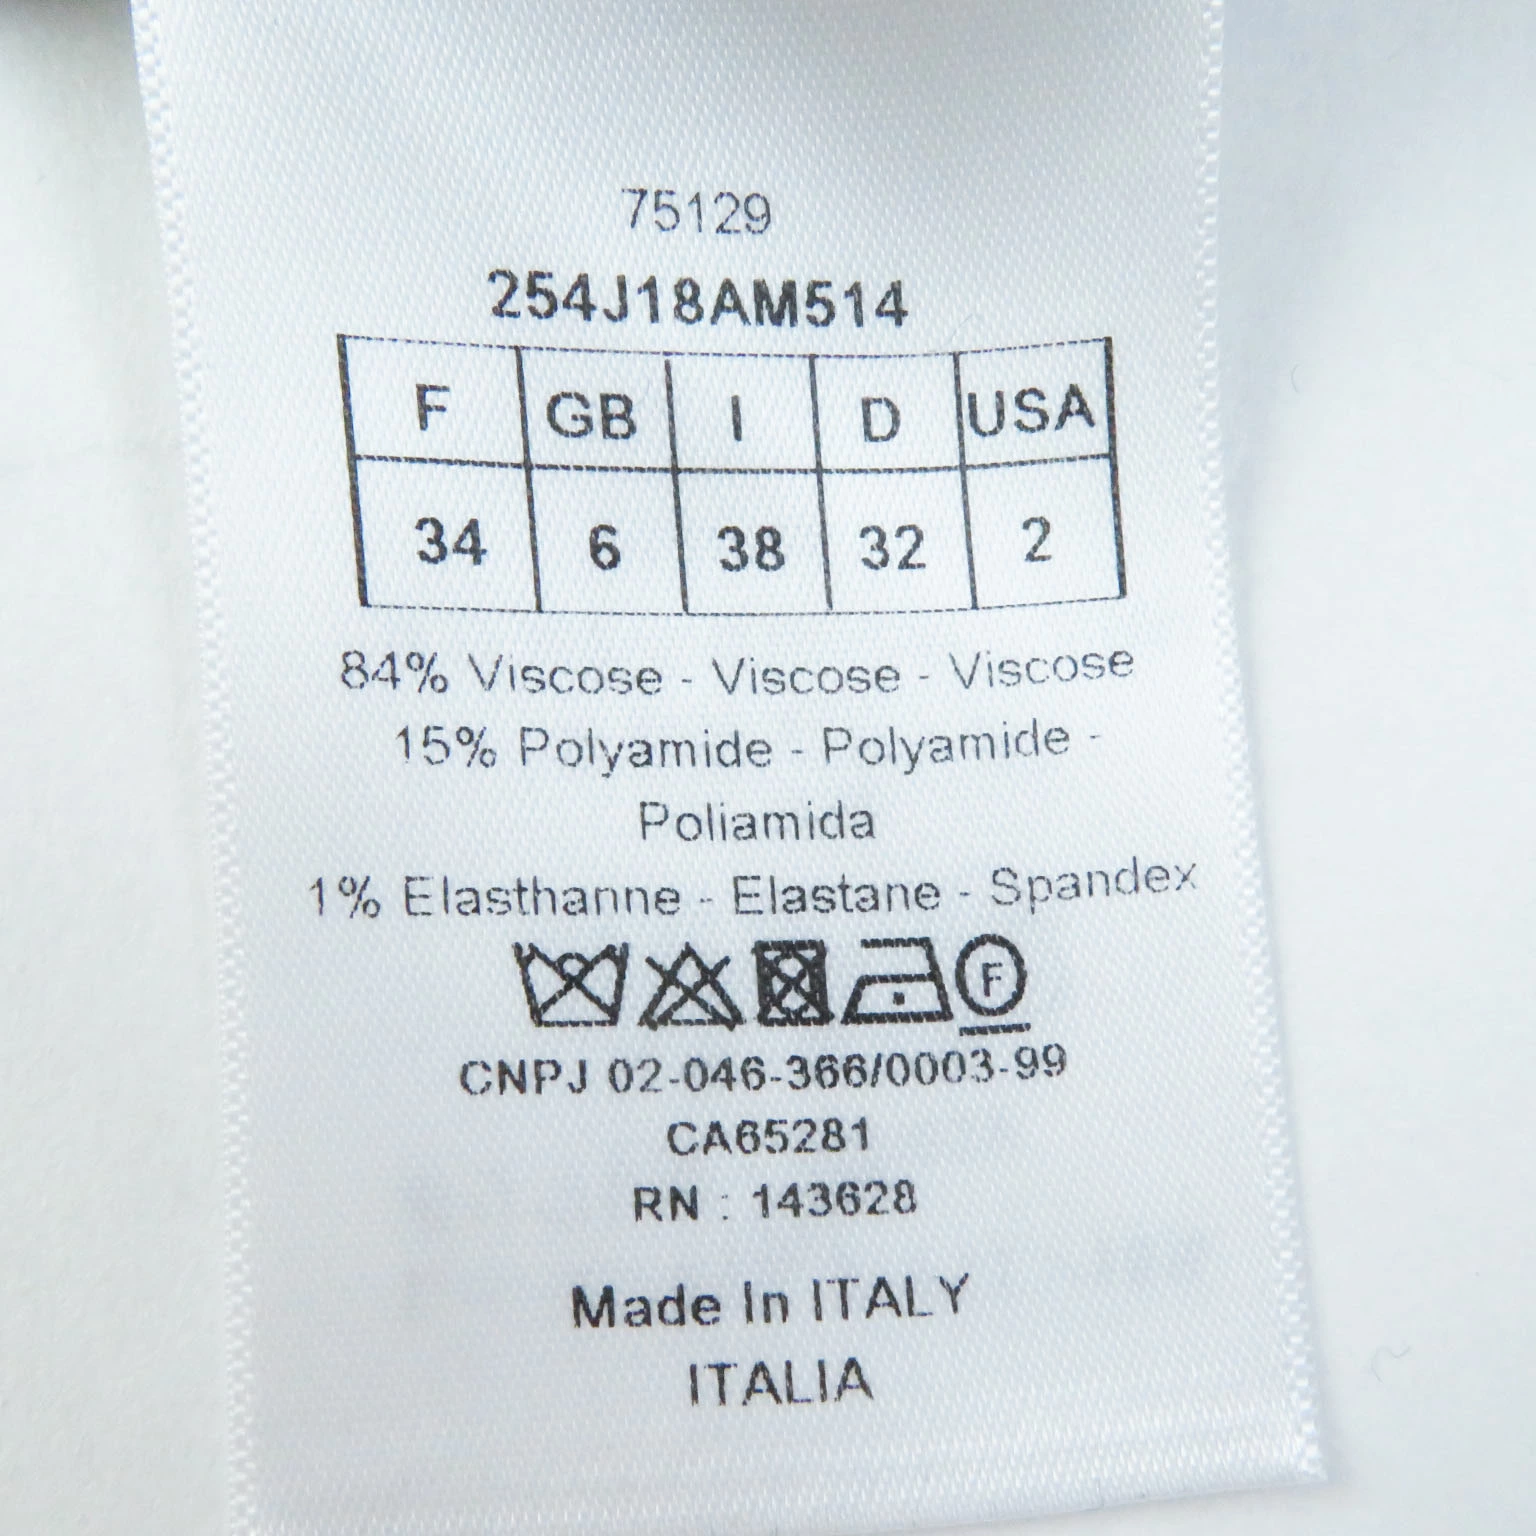 75129
254J18AM514
F GB I D USA
34 6 38 32 2
84% Viscose - Viscose - Viscose
15% Polyamide - Polyamide -
Poliamida
1% Elasthanne - Elastane - Spandex
F
CNPJ 02-046-366/0003-99
CA65281
RN : 143628
Made In ITALY
ITALIA